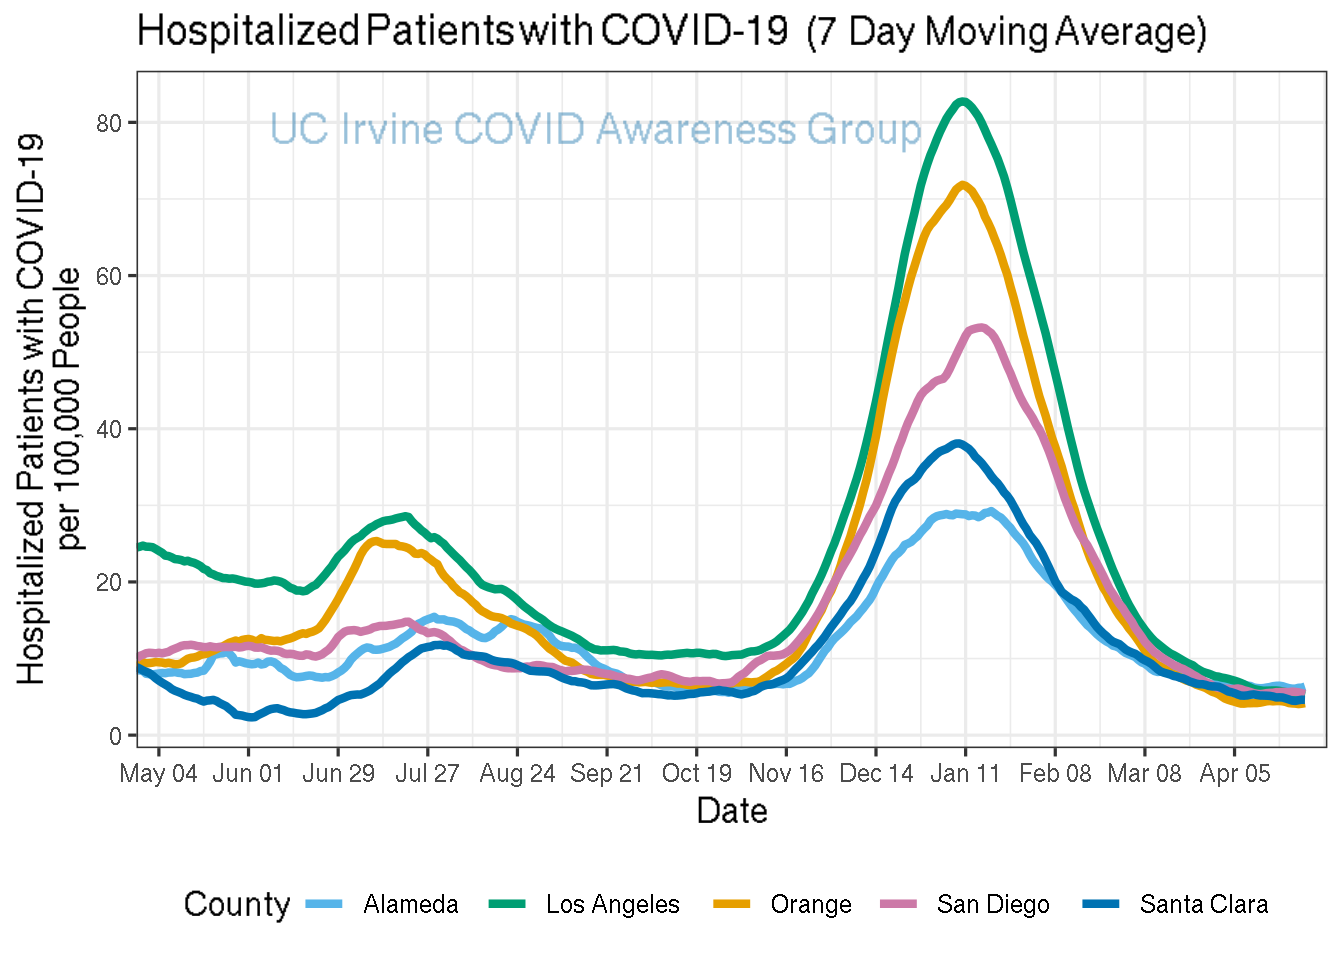 Hospitalized Patients with COVID-19 (7 Day Moving Average)
UC Irvine COVID Awareness Group
Hospitalized Patients with COVID-19
per 100,000 People
80
60
40
20
0
May 04 Jun 01 Jun 29 Jul 27 Aug 24 Sep 21 Oct 19 Nov 16 Dec 14 Jan 11 Feb 08 Mar 08 Apr 05
Date
County Alameda Los Angeles Orange San Diego Santa Clara